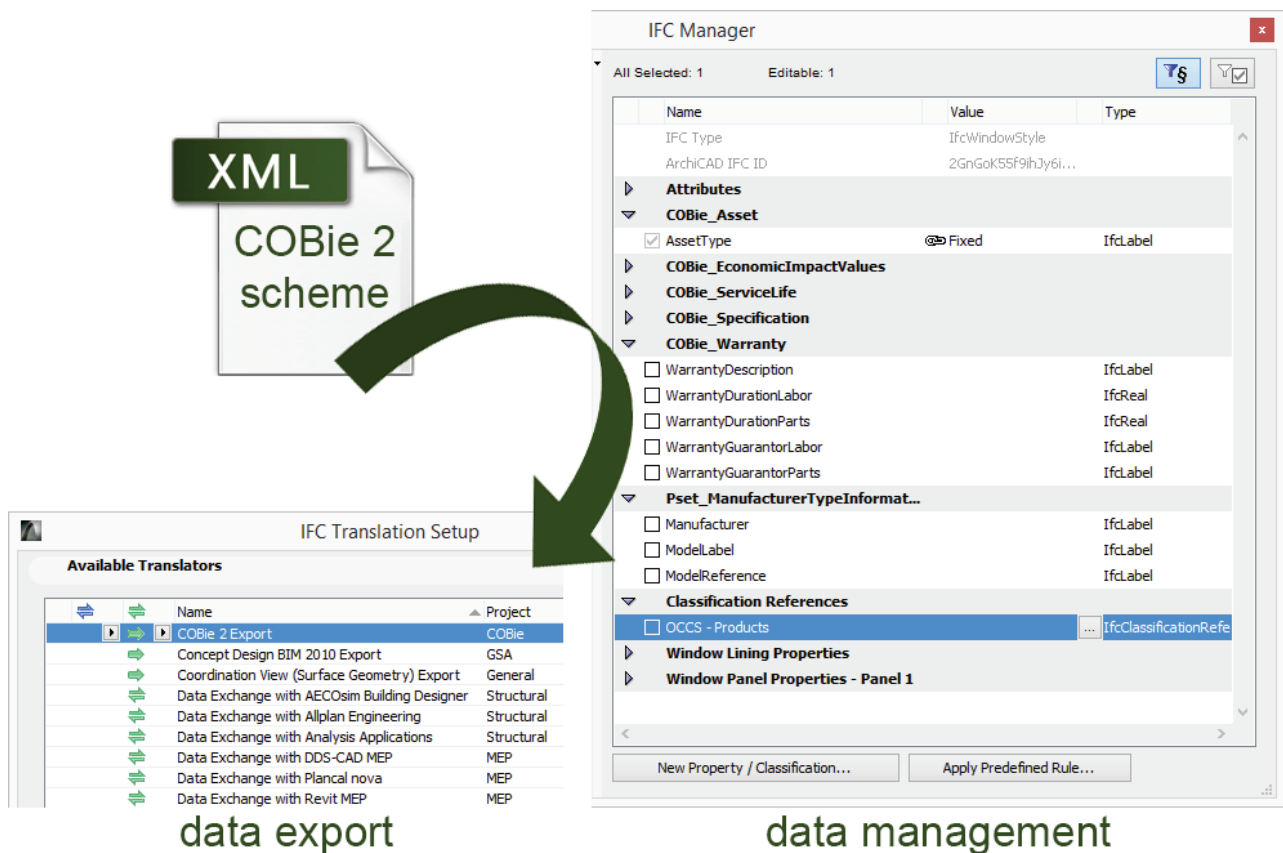 XML
COBie 2
scheme
IFC Manager
x
All Selected: 1 Editable: 1
§
Name Value Type
IFC Type IfcWindowStyle
ArchiCAD IFC ID 2GnGoK55f9ihJy6i...
Attributes
COBie_Asset
AssetType Fixed IfcLabel
COBie_EconomicImpactValues
COBie_ServiceLife
COBie_Specification
COBie_Warranty
WarrantyDescription IfcLabel
WarrantyDurationLabor IfcReal
WarrantyDurationParts IfcReal
WarrantyGuarantorLabor IfcLabel
WarrantyGuarantorParts IfcLabel
Pset_ManufacturerTypeInformat...
Manufacturer IfcLabel
ModelLabel IfcLabel
ModelReference IfcLabel
Classification References
OCCS - Products ... IfcClassificationRefe
Window Lining Properties
Window Panel Properties - Panel 1
New Property / Classification... Apply Predefined Rule...
data management
IFC Translation Setup
Available Translators
Name Project
COBie 2 Export COBie
Concept Design BIM 2010 Export GSA
Coordination View (Surface Geometry) Export General
Data Exchange with AECOsim Building Designer Structural
Data Exchange with Allplan Engineering Structural
Data Exchange with Analysis Applications Structural
Data Exchange with DDS-CAD MEP MEP
Data Exchange with Plancal nova MEP
Data Exchange with Revit MEP MEP
data export